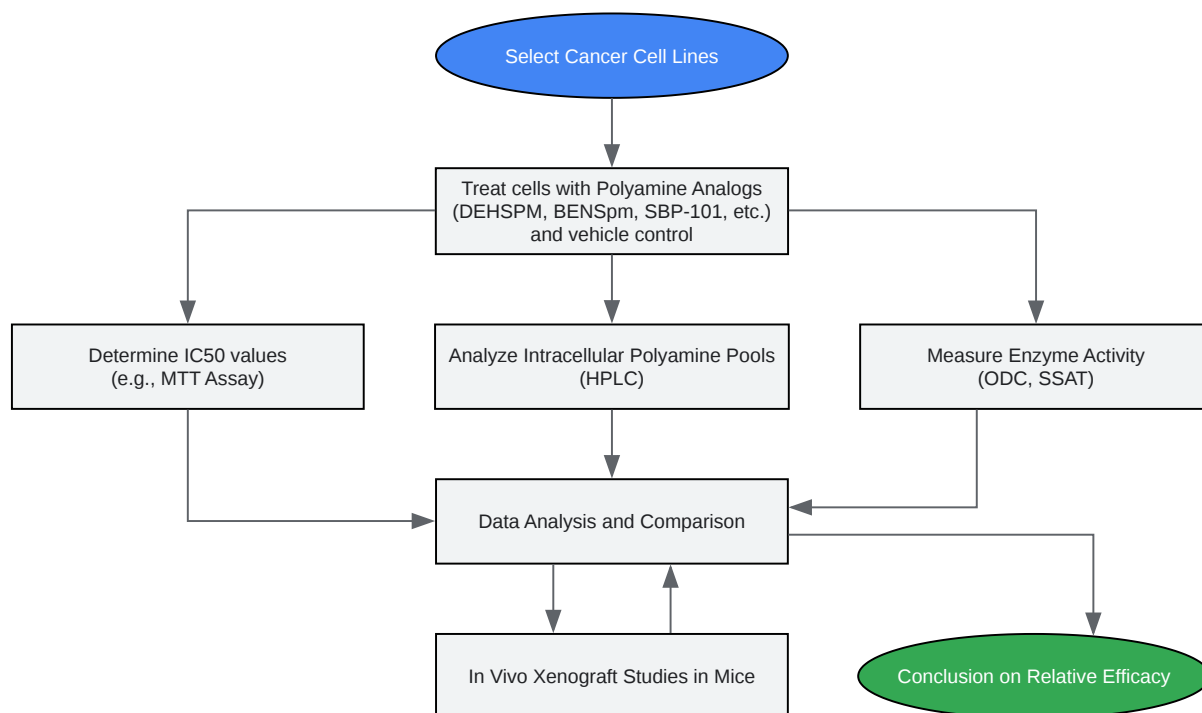 Select Cancer Cell Lines
Treat cells with Polyamine Analogs
(DEHSPM, BENSpm, SBP-101, etc.)
and vehicle control
Determine IC50 values
(e.g., MTT Assay)
Analyze Intracellular Polyamine Pools
(HPLC)
Measure Enzyme Activity
(ODC, SSAT)
Data Analysis and Comparison
In Vivo Xenograft Studies in Mice
Conclusion on Relative Efficacy